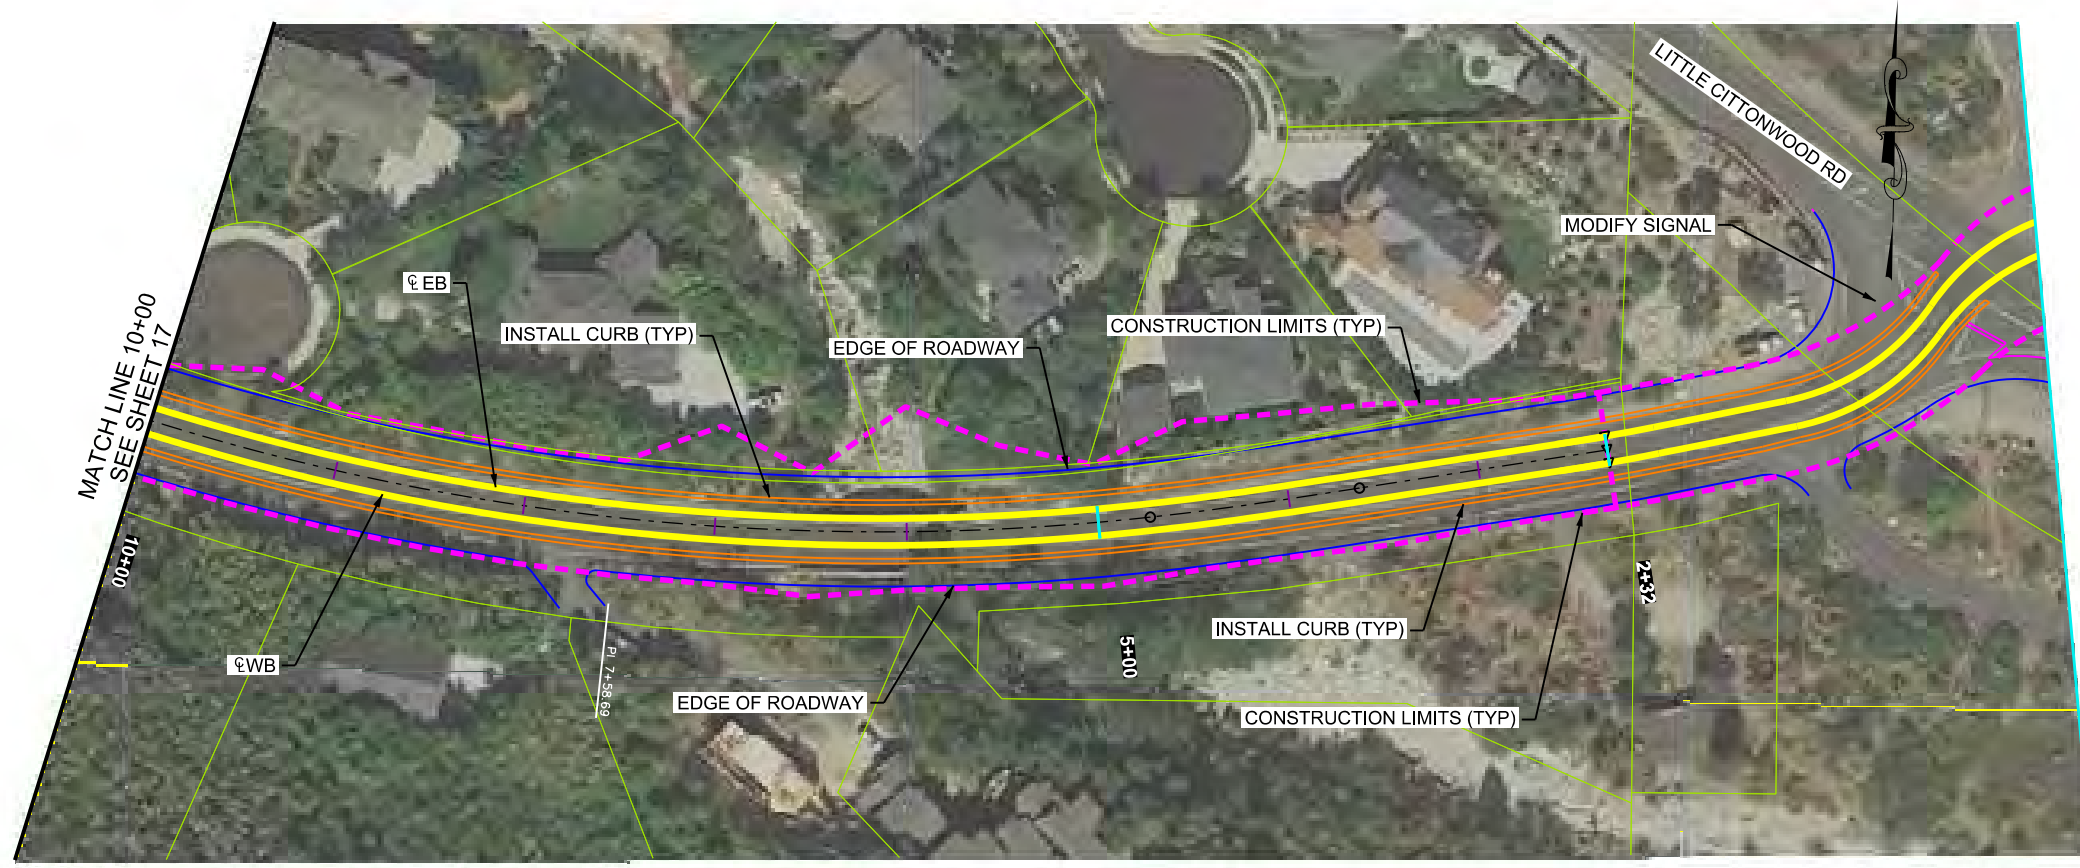 LITTLE CITTONWOOD RD
MODIFY SIGNAL
℄ EB
INSTALL CURB (TYP)
EDGE OF ROADWAY
CONSTRUCTION LIMITS (TYP)
MATCH LINE 10+00
SEE SHEET 17
10+00
2+32
5+00
INSTALL CURB (TYP)
℄ WB
PI 7+58.69
EDGE OF ROADWAY
CONSTRUCTION LIMITS (TYP)